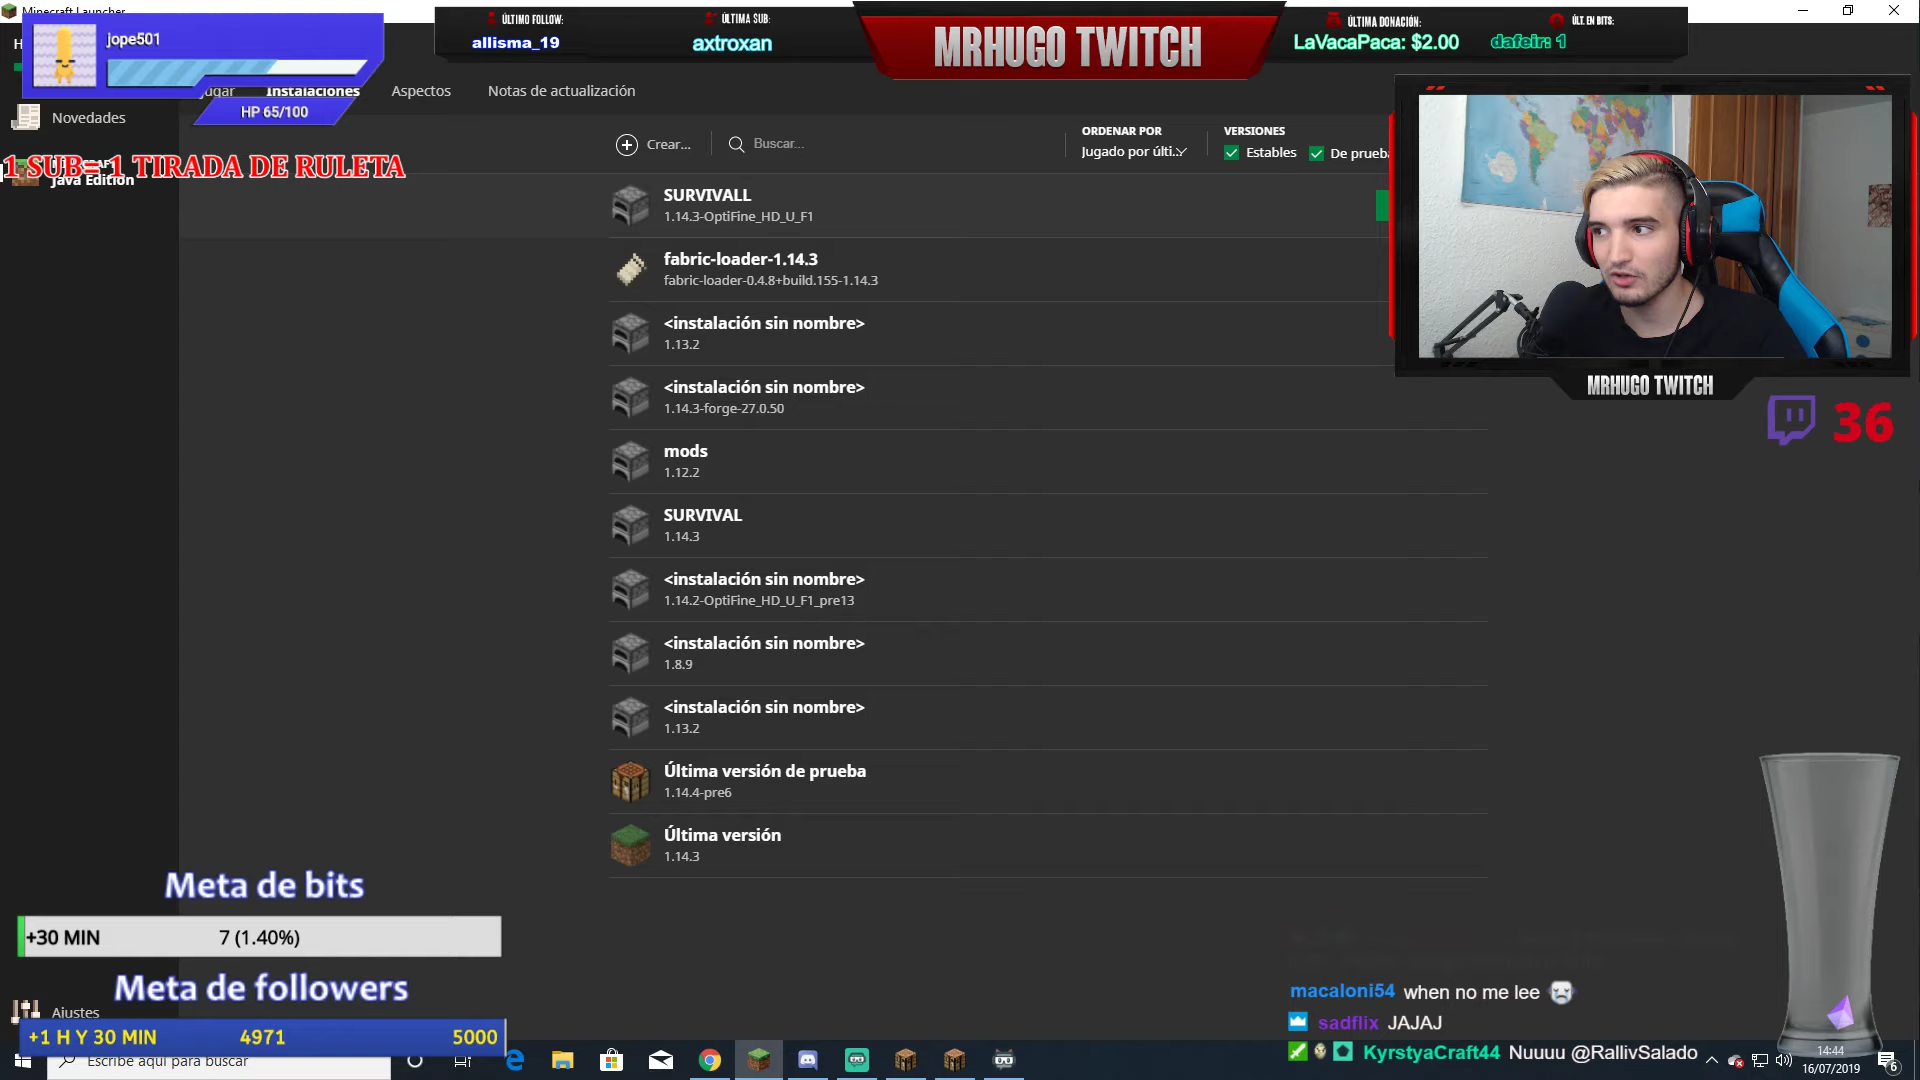 Minecraft Launcher
jope501
HP 65/100
ÚLTIMO FOLLOW:
allisma_19
ÚLTIMA SUB:
axtroxan
MRHUGO TWITCH
ÚLTIMA DONACIÓN:
LaVacaPaca: $2.00
ÚLT. EN BITS:
dafeir: 1
Jugar
Instalaciones
Aspectos
Notas de actualización
Novedades
1 SUB= 1 TIRADA DE RULETA
Java Edition
Crear...
Buscar...
ORDENAR POR
Jugado por últi...
VERSIONES
Estables
De prueba
SURVIVALL
1.14.3-OptiFine_HD_U_F1
fabric-loader-1.14.3
fabric-loader-0.4.8+build.155-1.14.3
<instalación sin nombre>
1.13.2
<instalación sin nombre>
1.14.3-forge-27.0.50
mods
1.12.2
SURVIVAL
1.14.3
<instalación sin nombre>
1.14.2-OptiFine_HD_U_F1_pre13
<instalación sin nombre>
1.8.9
<instalación sin nombre>
1.13.2
Última versión de prueba
1.14.4-pre6
Última versión
1.14.3
MRHUGO TWITCH
36
Meta de bits
+30 MIN 7 (1.40%)
Meta de followers
Ajustes
+1 H Y 30 MIN 4971 5000
Escribe aquí para buscar
macaloni54 when no me lee
sadflix JAJAJ
KyrstyaCraft44 Nuuuu @RallivSalado
14:44
16/07/2019
6